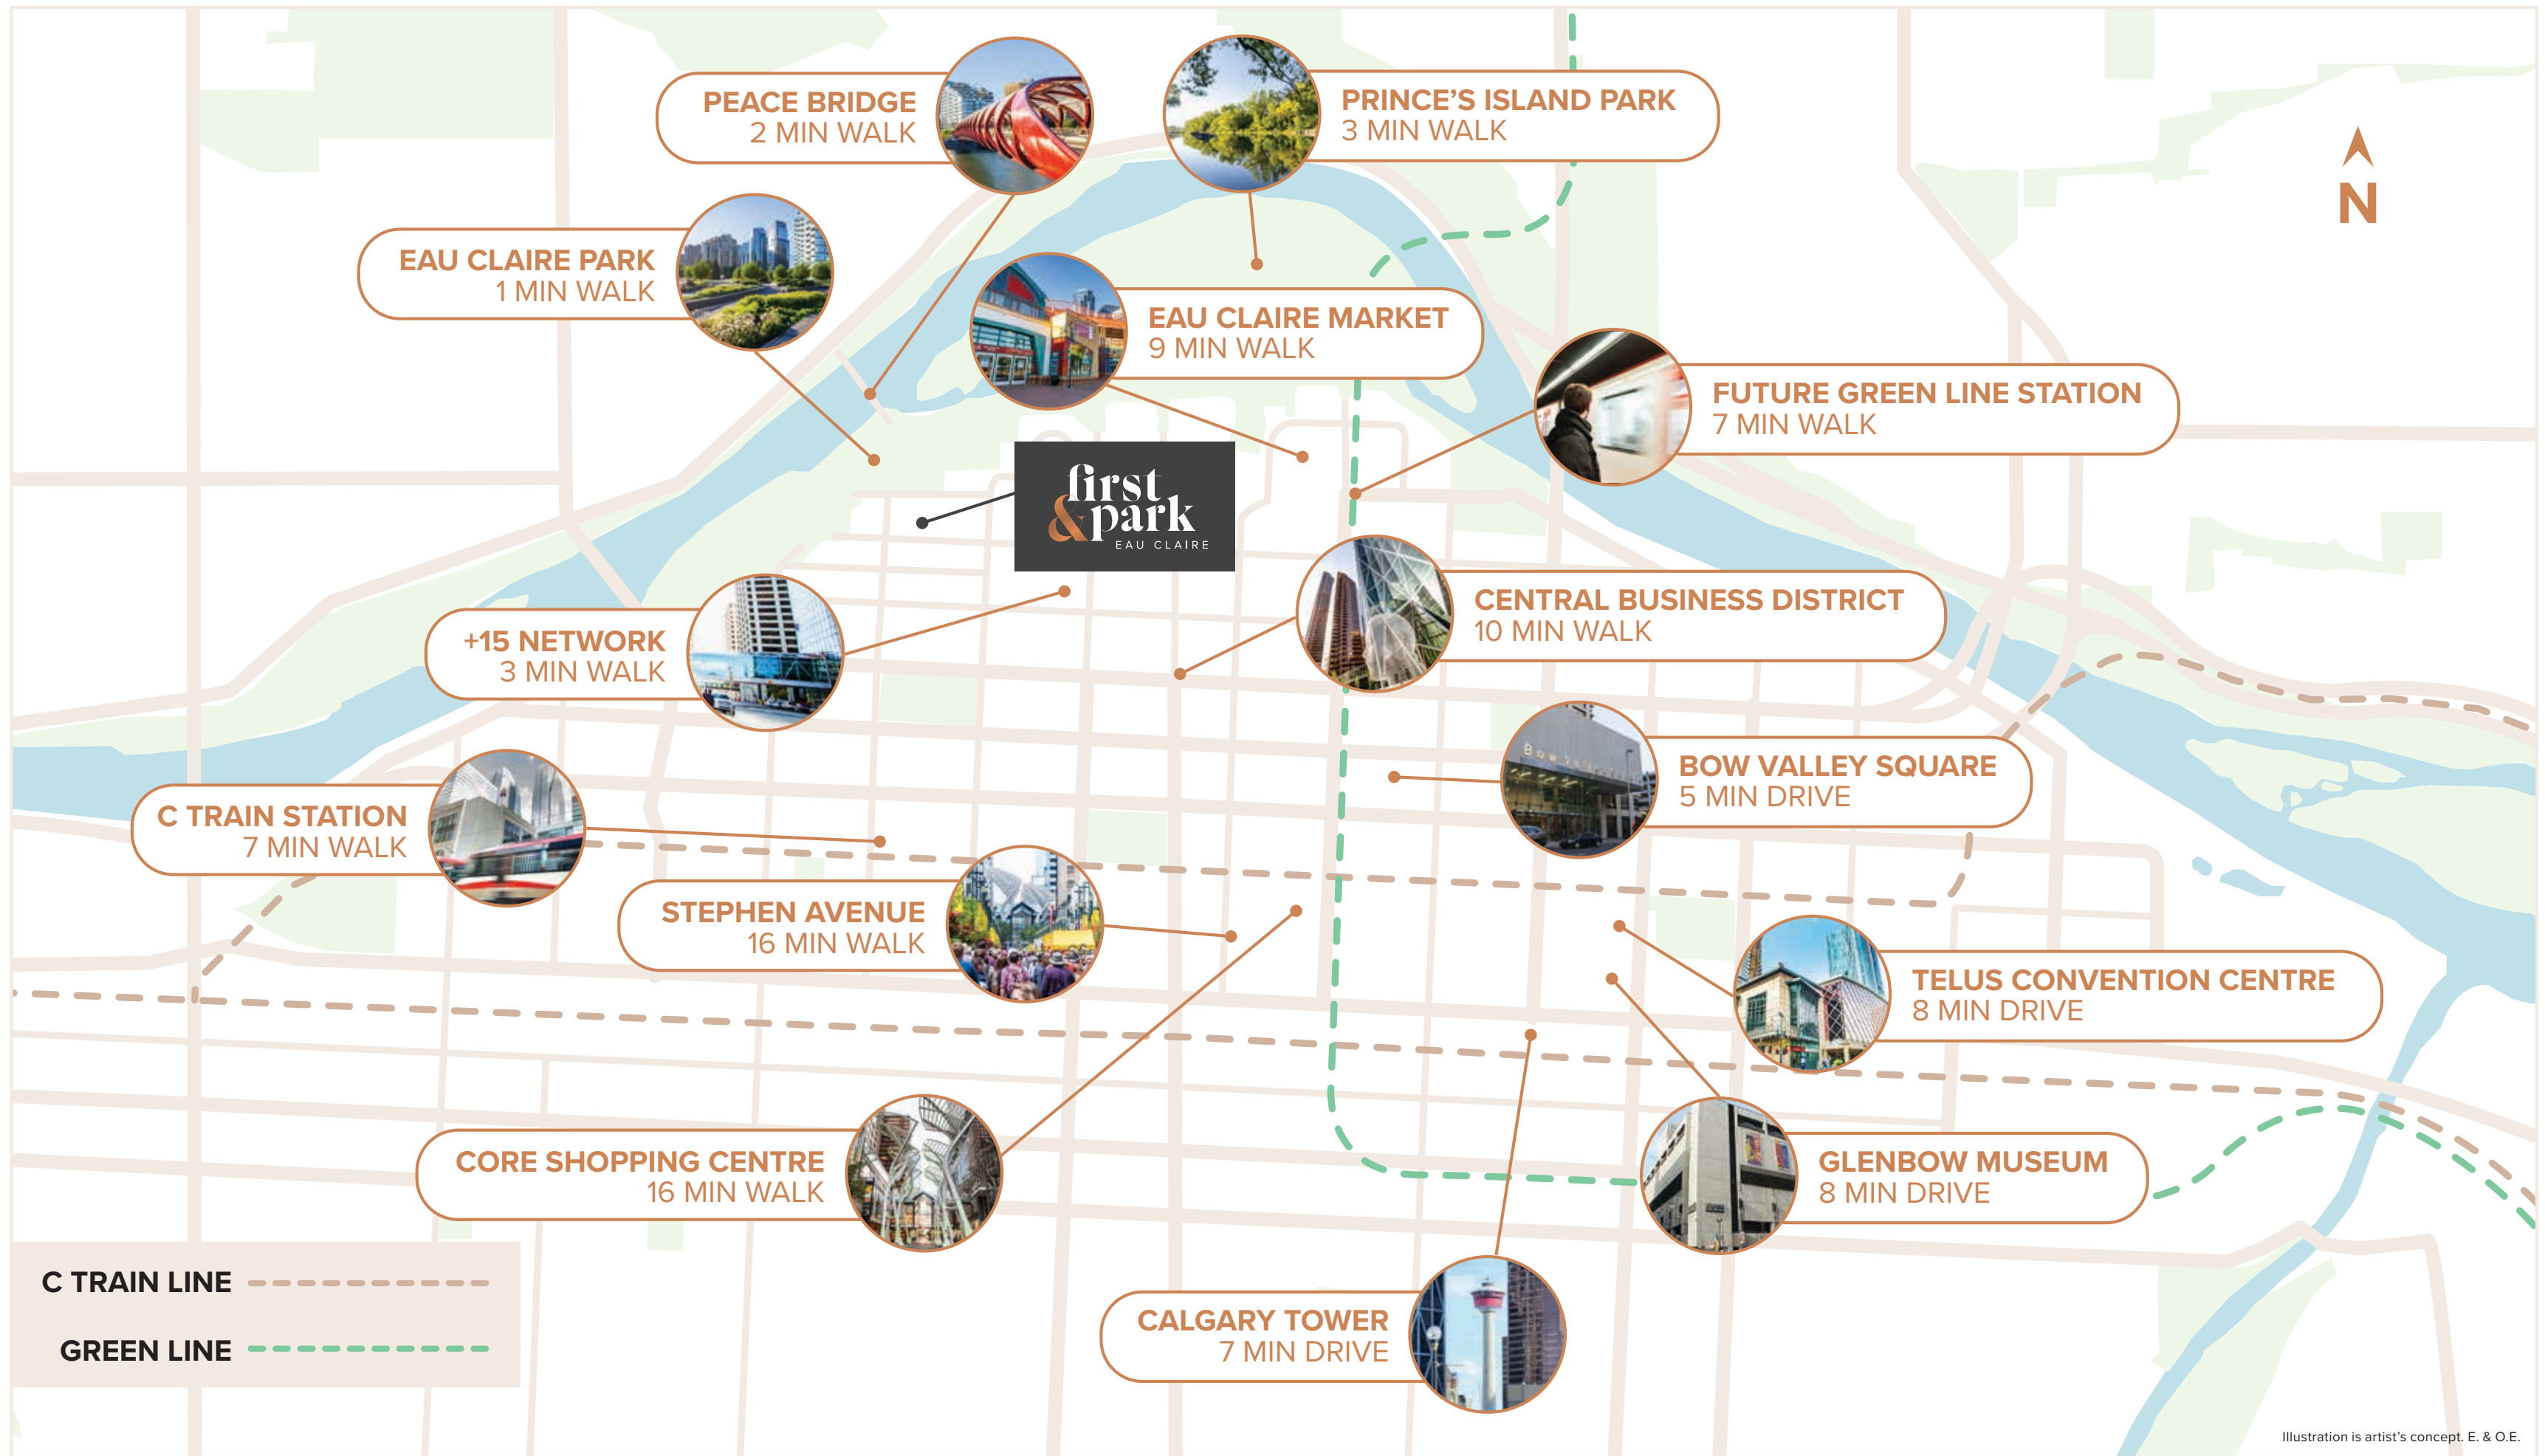 PEACE BRIDGE
2 MIN WALK
PRINCE’S ISLAND PARK
3 MIN WALK
N
EAU CLAIRE PARK
1 MIN WALK
EAU CLAIRE MARKET
9 MIN WALK
FUTURE GREEN LINE STATION
7 MIN WALK
first
&park
EAU CLAIRE
+15 NETWORK
3 MIN WALK
CENTRAL BUSINESS DISTRICT
10 MIN WALK
BOW VALLEY SQUARE
5 MIN DRIVE
C TRAIN STATION
7 MIN WALK
STEPHEN AVENUE
16 MIN WALK
TELUS CONVENTION CENTRE
8 MIN DRIVE
CORE SHOPPING CENTRE
16 MIN WALK
GLENBOW MUSEUM
8 MIN DRIVE
C TRAIN LINE
GREEN LINE
CALGARY TOWER
7 MIN DRIVE
Illustration is artist’s concept. E. & O.E.